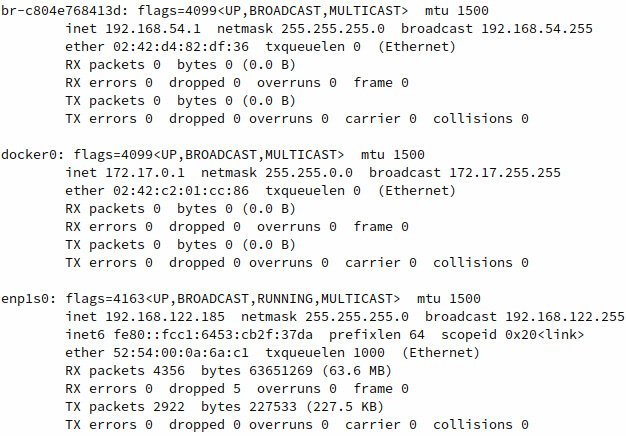 br-c804e768413d: flags=4099<UP,BROADCAST,MULTICAST>  mtu 1500
        inet 192.168.54.1  netmask 255.255.255.0  broadcast 192.168.54.255
        ether 02:42:d4:82:df:36  txqueuelen 0  (Ethernet)
        RX packets 0  bytes 0 (0.0 B)
        RX errors 0  dropped 0  overruns 0  frame 0
        TX packets 0  bytes 0 (0.0 B)
        TX errors 0  dropped 0 overruns 0  carrier 0  collisions 0

docker0: flags=4099<UP,BROADCAST,MULTICAST>  mtu 1500
        inet 172.17.0.1  netmask 255.255.0.0  broadcast 172.17.255.255
        ether 02:42:c2:01:cc:86  txqueuelen 0  (Ethernet)
        RX packets 0  bytes 0 (0.0 B)
        RX errors 0  dropped 0  overruns 0  frame 0
        TX packets 0  bytes 0 (0.0 B)
        TX errors 0  dropped 0 overruns 0  carrier 0  collisions 0

enp1s0: flags=4163<UP,BROADCAST,RUNNING,MULTICAST>  mtu 1500
        inet 192.168.122.185  netmask 255.255.255.0  broadcast 192.168.122.255
        inet6 fe80::fcc1:6453:cb2f:37da  prefixlen 64  scopeid 0x20<link>
        ether 52:54:00:0a:6a:c1  txqueuelen 1000  (Ethernet)
        RX packets 4356  bytes 63651269 (63.6 MB)
        RX errors 0  dropped 5  overruns 0  frame 0
        TX packets 2922  bytes 227533 (227.5 KB)
        TX errors 0  dropped 0 overruns 0  carrier 0  collisions 0